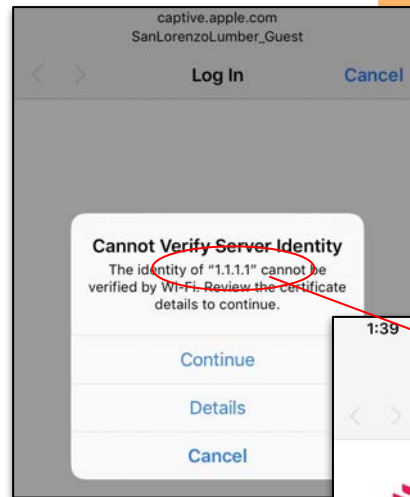 captive.apple.com
SanLorenzoLumber_Guest
< > Log In Cancel
Cannot Verify Server Identity
The identity of “1.1.1.1” cannot be
verified by Wi-Fi. Review the certificate
details to continue.
Continue
Details
Cancel
1:39
< >